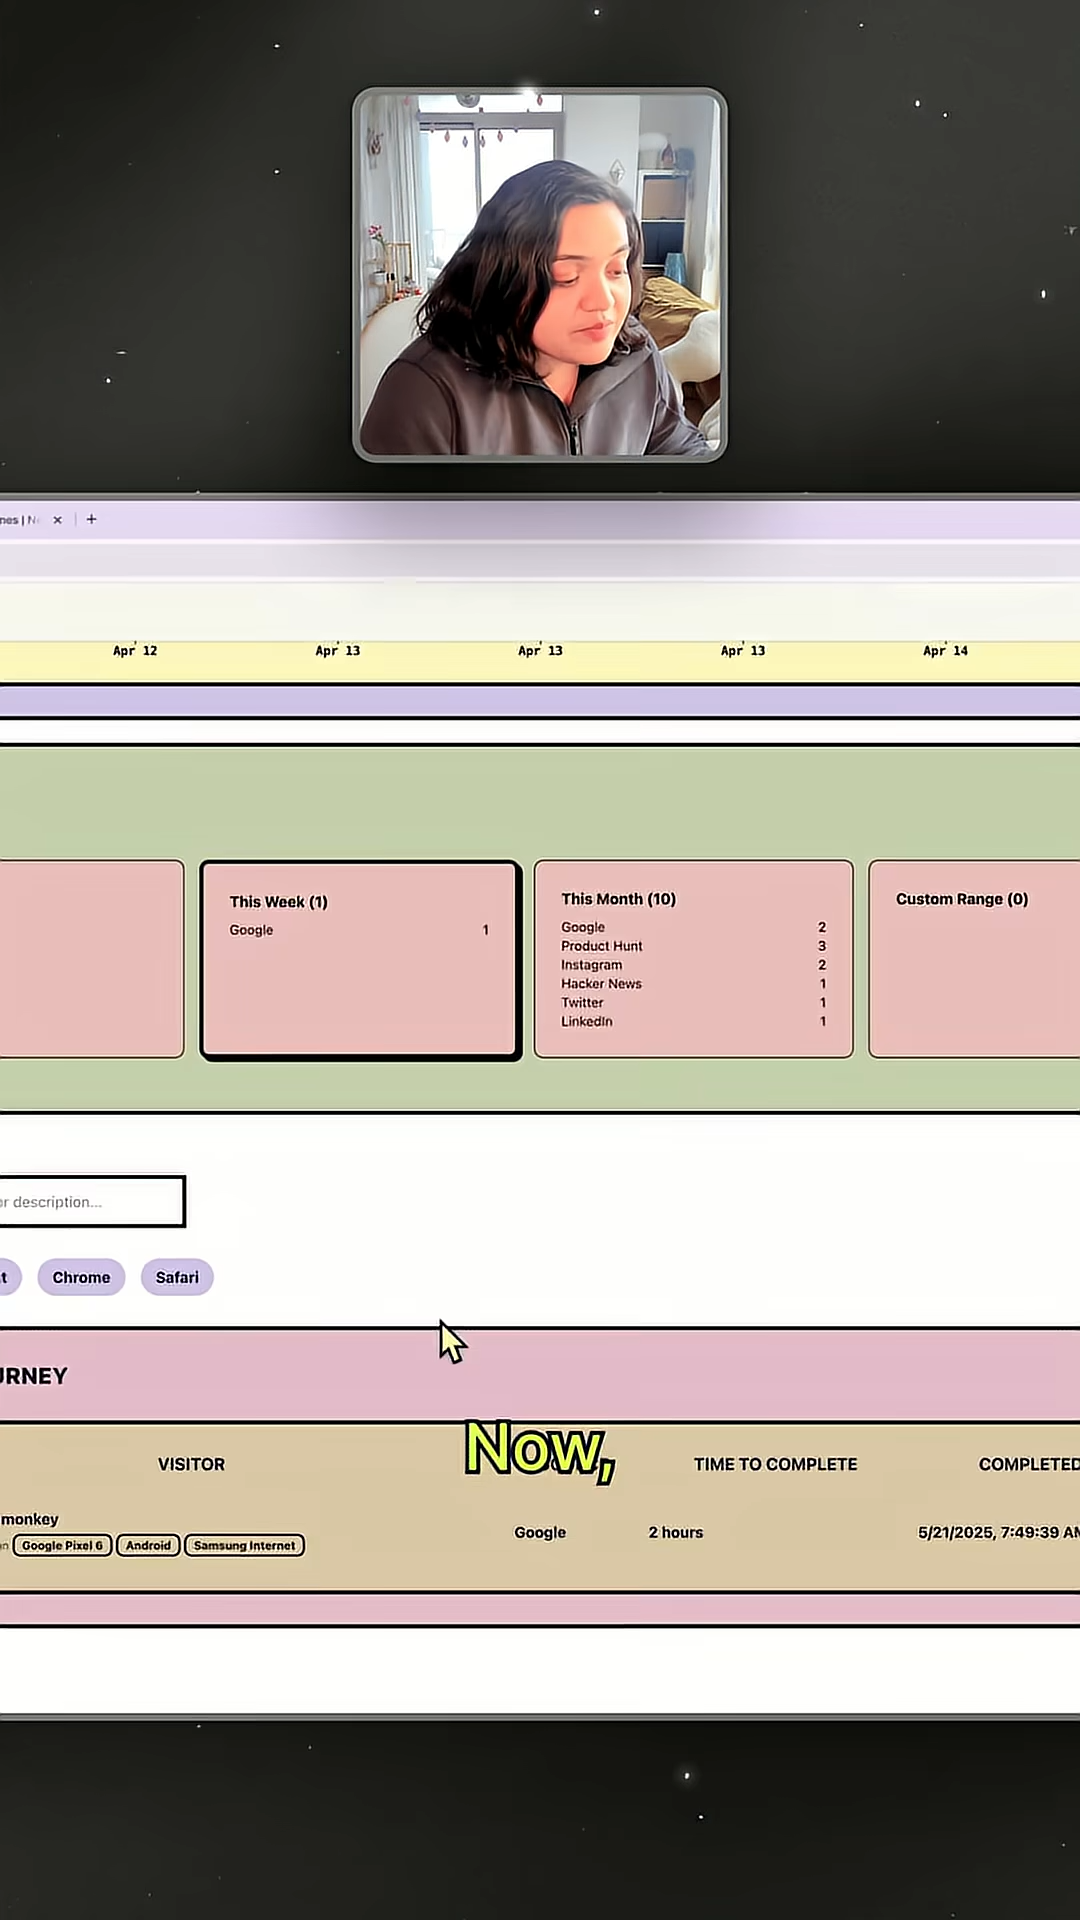 nes | N
Apr 12 Apr 13 Apr 13 Apr 13 Apr 14
This Week (1)
Google 1
This Month (10)
Google 2
Product Hunt 3
Instagram 2
Hacker News 1
Twitter 1
LinkedIn 1
Custom Range (0)
or description...
t Chrome Safari
URNEY
VISITOR TIME TO COMPLETE COMPLETED
Now,
monkey
n Google Pixel 6 Android Samsung Internet
Google 2 hours 5/21/2025, 7:49:39 AM